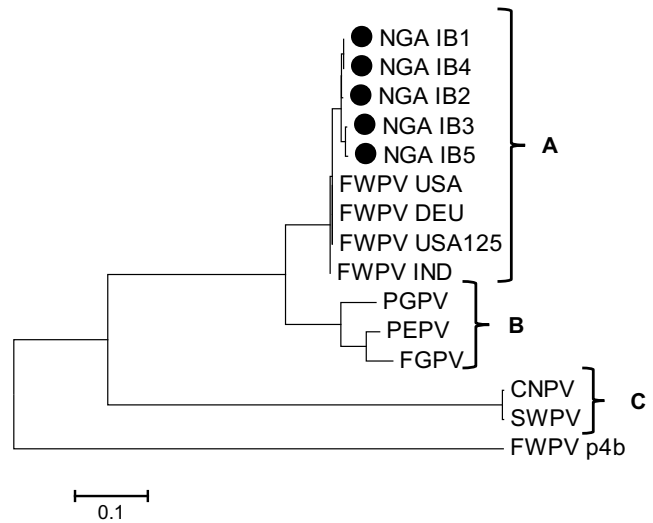 NGA IB1
NGA IB4
NGA IB2
NGA IB3
NGA IB5
A
FWPV USA
FWPV DEU
FWPV USA125
FWPV IND
PGPV
PEPV
B
FGPV
CNPV
C
SWPV
FWPV p4b
0.1